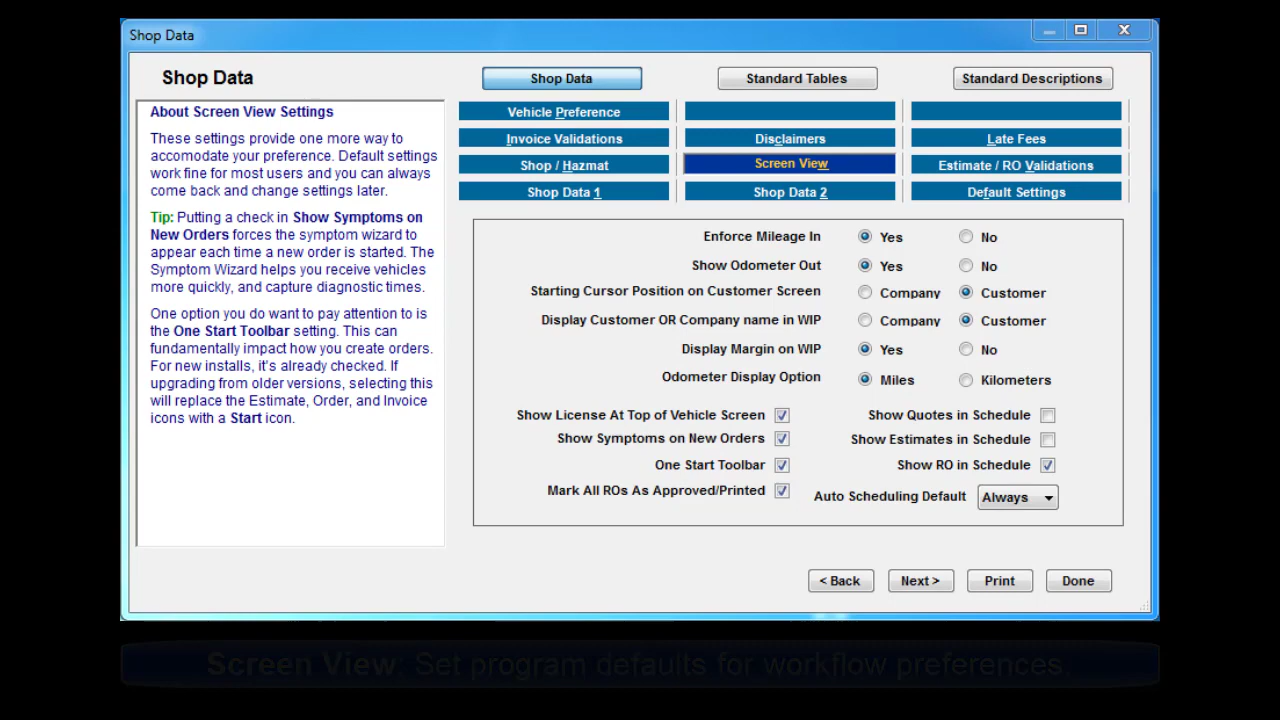 Shop Data
Shop Data
Shop Data
Standard Tables
Standard Descriptions
About Screen View Settings
These settings provide one more way to
accomodate your preference. Default settings
work fine for most users and you can always
come back and change settings later.
Tip: Putting a check in Show Symptoms on
New Orders forces the symptom wizard to
appear each time a new order is started. The
Symptom Wizard helps you receive vehicles
more quickly, and capture diagnostic times.
One option you do want to pay attention to is
the One Start Toolbar setting. This can
fundamentally impact how you create orders.
For new installs, it's already checked. If
upgrading from older versions, selecting this
will replace the Estimate, Order, and Invoice
icons with a Start icon.
Vehicle Preference
Invoice Validations
Disclaimers
Late Fees
Shop / Hazmat
Screen View
Estimate / RO Validations
Shop Data 1
Shop Data 2
Default Settings
Enforce Mileage In Yes No
Show Odometer Out Yes No
Starting Cursor Position on Customer Screen Company Customer
Display Customer OR Company name in WIP Company Customer
Display Margin on WIP Yes No
Odometer Display Option Miles Kilometers
Show License At Top of Vehicle Screen Show Quotes in Schedule
Show Symptoms on New Orders Show Estimates in Schedule
One Start Toolbar Show RO in Schedule
Mark All ROs As Approved/Printed Auto Scheduling Default Always
< Back Next > Print Done
Screen View: Set program defaults for workflow preferences.